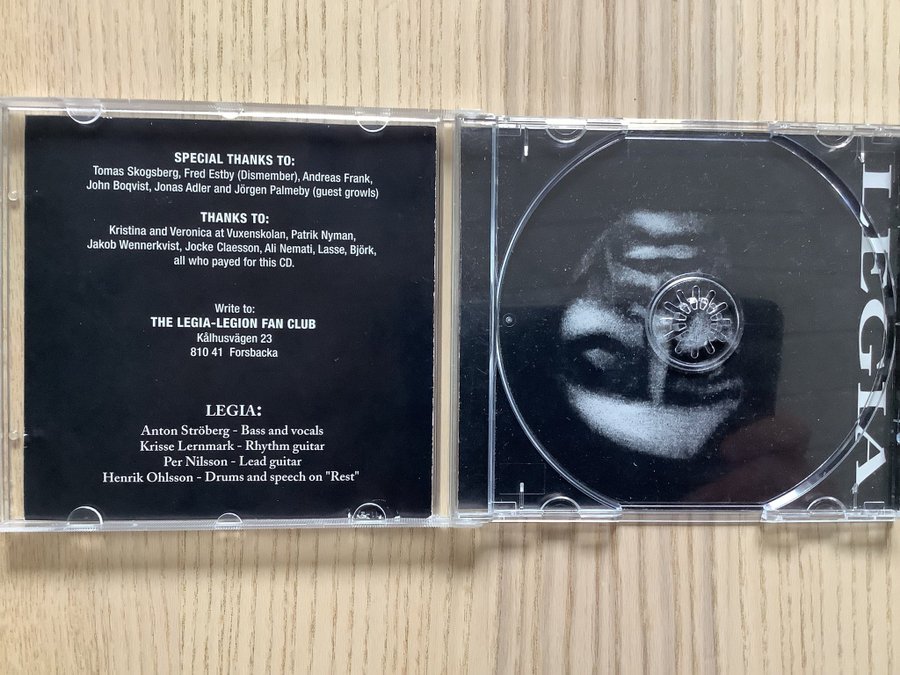 SPECIAL THANKS TO:
Tomas Skogsberg, Fred Estby (Dismember), Andreas Frank,
John Boqvist, Jonas Adler and Jörgen Palmeby (guest growls)
THANKS TO:
Kristina and Veronica at Vuxenskolan, Patrik Nyman,
Jakob Wennerkvist, Jocke Claesson, Ali Nemati, Lasse, Björk,
all who payed for this CD.
Write to:
THE LEGIA-LEGION FAN CLUB
Kålhusvägen 23
810 41 Forsbacka
LEGIA:
Anton Ströberg - Bass and vocals
Krisse Lernmark - Rhythm guitar
Per Nilsson - Lead guitar
Henrik Ohlsson - Drums and speech on "Rest"
LEGIA